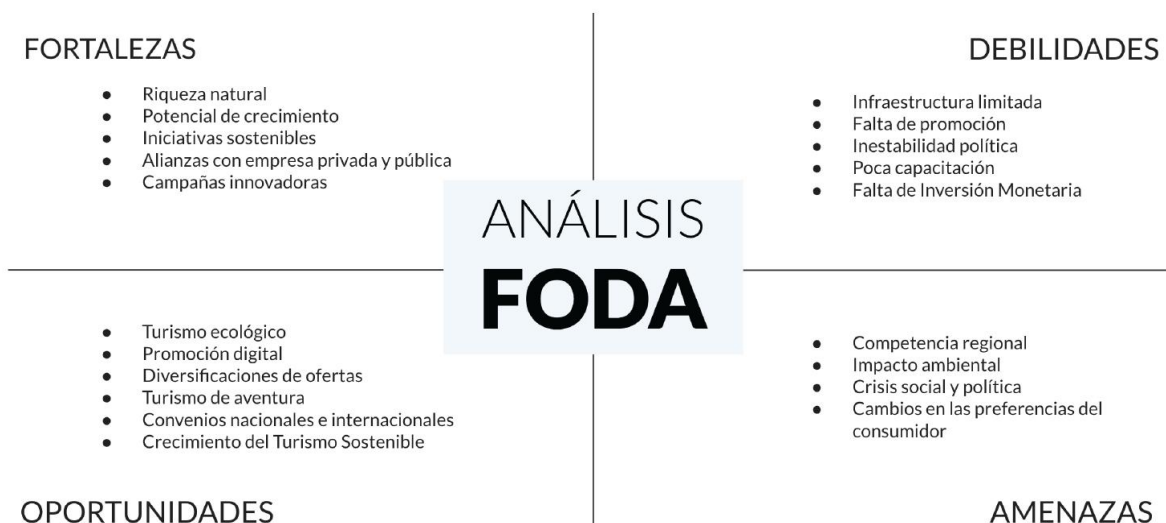 FORTALEZAS
● Riqueza natural
● Potencial de crecimiento
● Iniciativas sostenibles
● Alianzas con empresa privada y pública
● Campañas innovadoras
DEBILIDADES
● Infraestructura limitada
● Falta de promoción
● Inestabilidad política
● Poca capacitación
● Falta de Inversión Monetaria
ANÁLISIS
FODA
● Turismo ecológico
● Promoción digital
● Diversificaciones de ofertas
● Turismo de aventura
● Convenios nacionales e internacionales
● Crecimiento del Turismo Sostenible
OPORTUNIDADES
● Competencia regional
● Impacto ambiental
● Crisis social y política
● Cambios en las preferencias del
consumidor
AMENAZAS